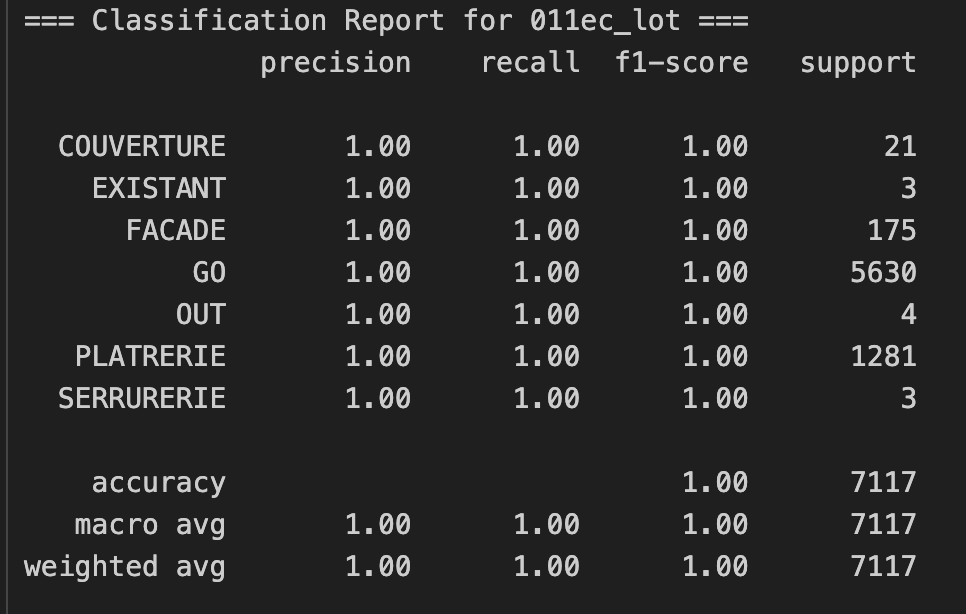 === Classification Report for 011ec_lot ===
precision recall f1-score support
COUVERTURE 1.00 1.00 1.00 21
EXISTANT 1.00 1.00 1.00 3
FACADE 1.00 1.00 1.00 175
GO 1.00 1.00 1.00 5630
OUT 1.00 1.00 1.00 4
PLATRERIE 1.00 1.00 1.00 1281
SERRURERIE 1.00 1.00 1.00 3
accuracy 1.00 7117
macro avg 1.00 1.00 1.00 7117
weighted avg 1.00 1.00 1.00 7117